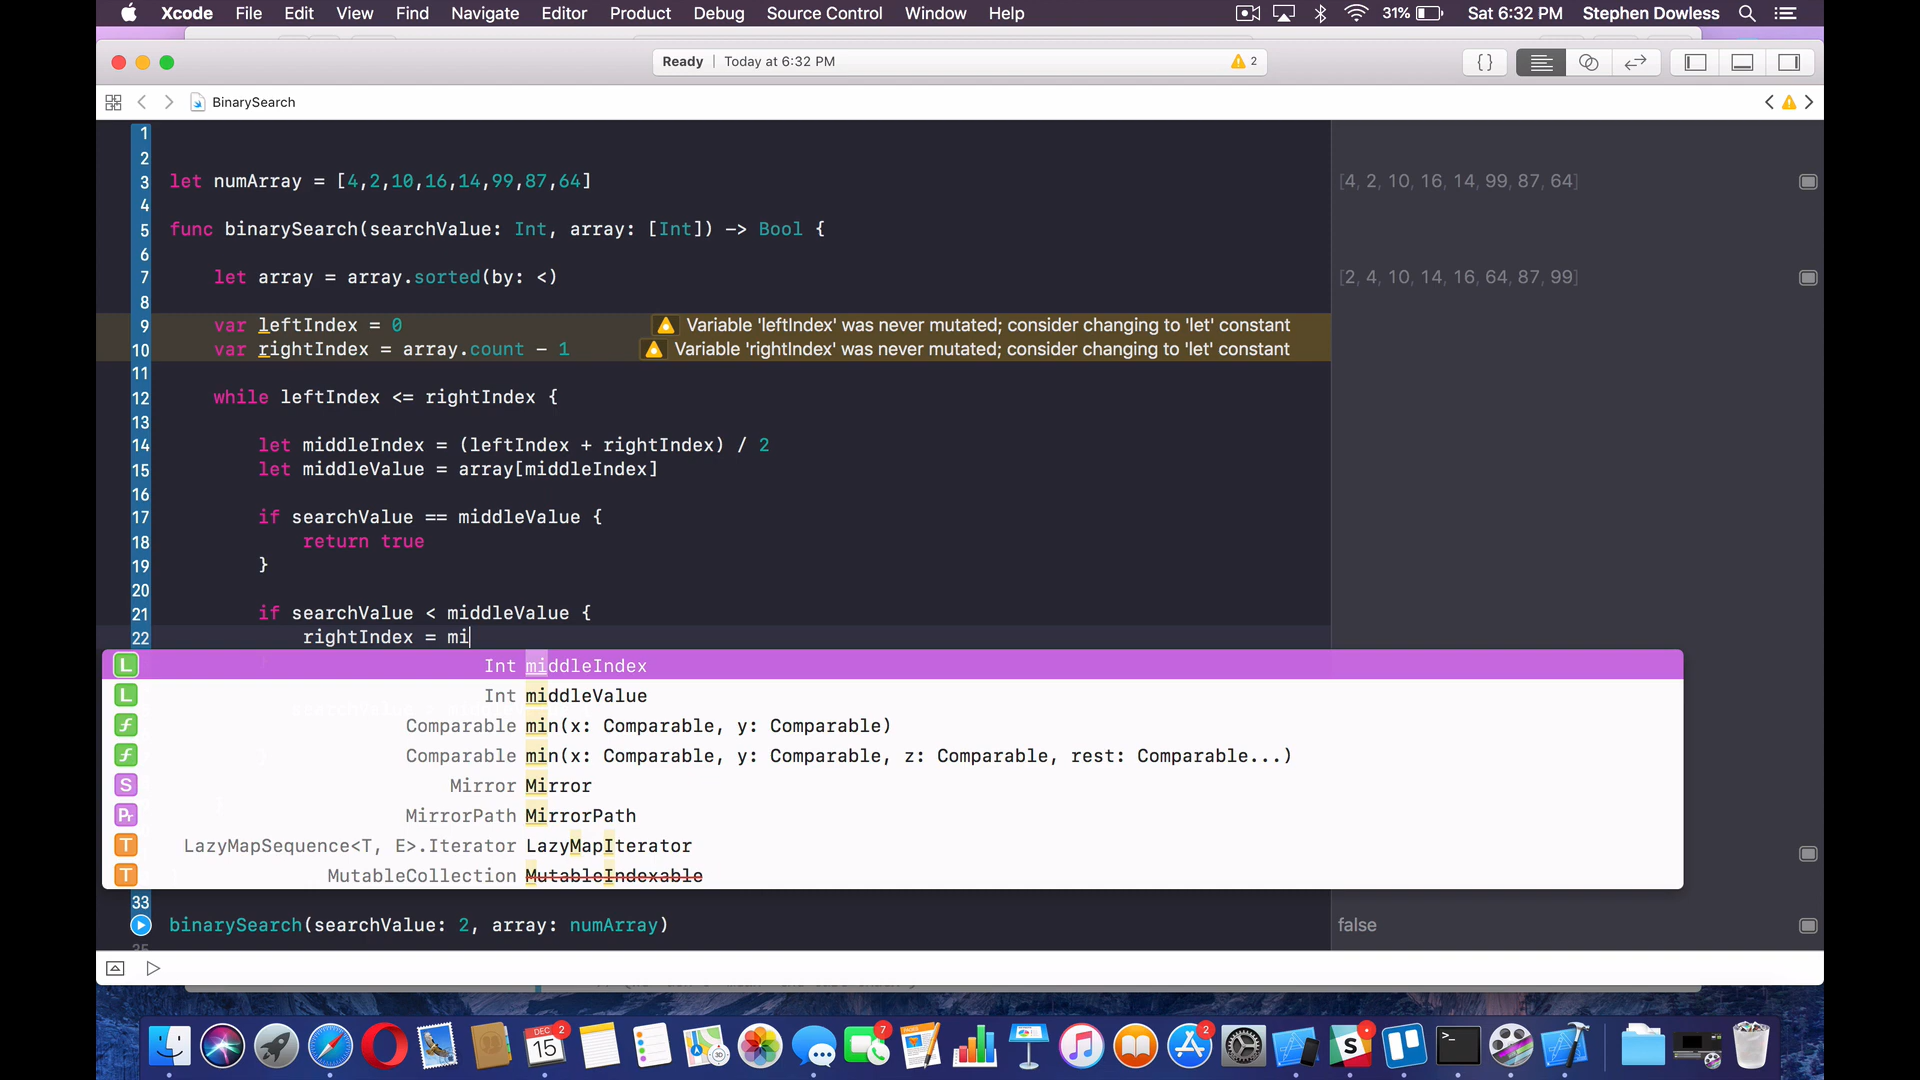 Xcode File Edit View Find Navigate Editor Product Debug Source Control Window Help 31% Sat 6:32 PM Stephen Dowless
Ready | Today at 6:32 PM 2
BinarySearch
1
2
3 let numArray = [4,2,10,16,14,99,87,64] [4, 2, 10, 16, 14, 99, 87, 64]
4
5 func binarySearch(searchValue: Int, array: [Int]) -> Bool {
6
7 let array = array.sorted(by: <) [2, 4, 10, 14, 16, 64, 87, 99]
8
9 var leftIndex = 0 Variable 'leftIndex' was never mutated; consider changing to 'let' constant
10 var rightIndex = array.count - 1 Variable 'rightIndex' was never mutated; consider changing to 'let' constant
11
12 while leftIndex <= rightIndex {
13
14 let middleIndex = (leftIndex + rightIndex) / 2
15 let middleValue = array[middleIndex]
16
17 if searchValue == middleValue {
18 return true
19 }
20
21 if searchValue < middleValue {
22 rightIndex = mi
L Int middleIndex
L Int middleValue
f Comparable min(x: Comparable, y: Comparable)
f Comparable min(x: Comparable, y: Comparable, z: Comparable, rest: Comparable...)
S Mirror Mirror
Pr MirrorPath MirrorPath
T LazyMapSequence<T, E>.Iterator LazyMapIterator
T MutableCollection MutableIndexable
33
binarySearch(searchValue: 2, array: numArray) false
35
DEC 15 2
7
PAGES
2
S